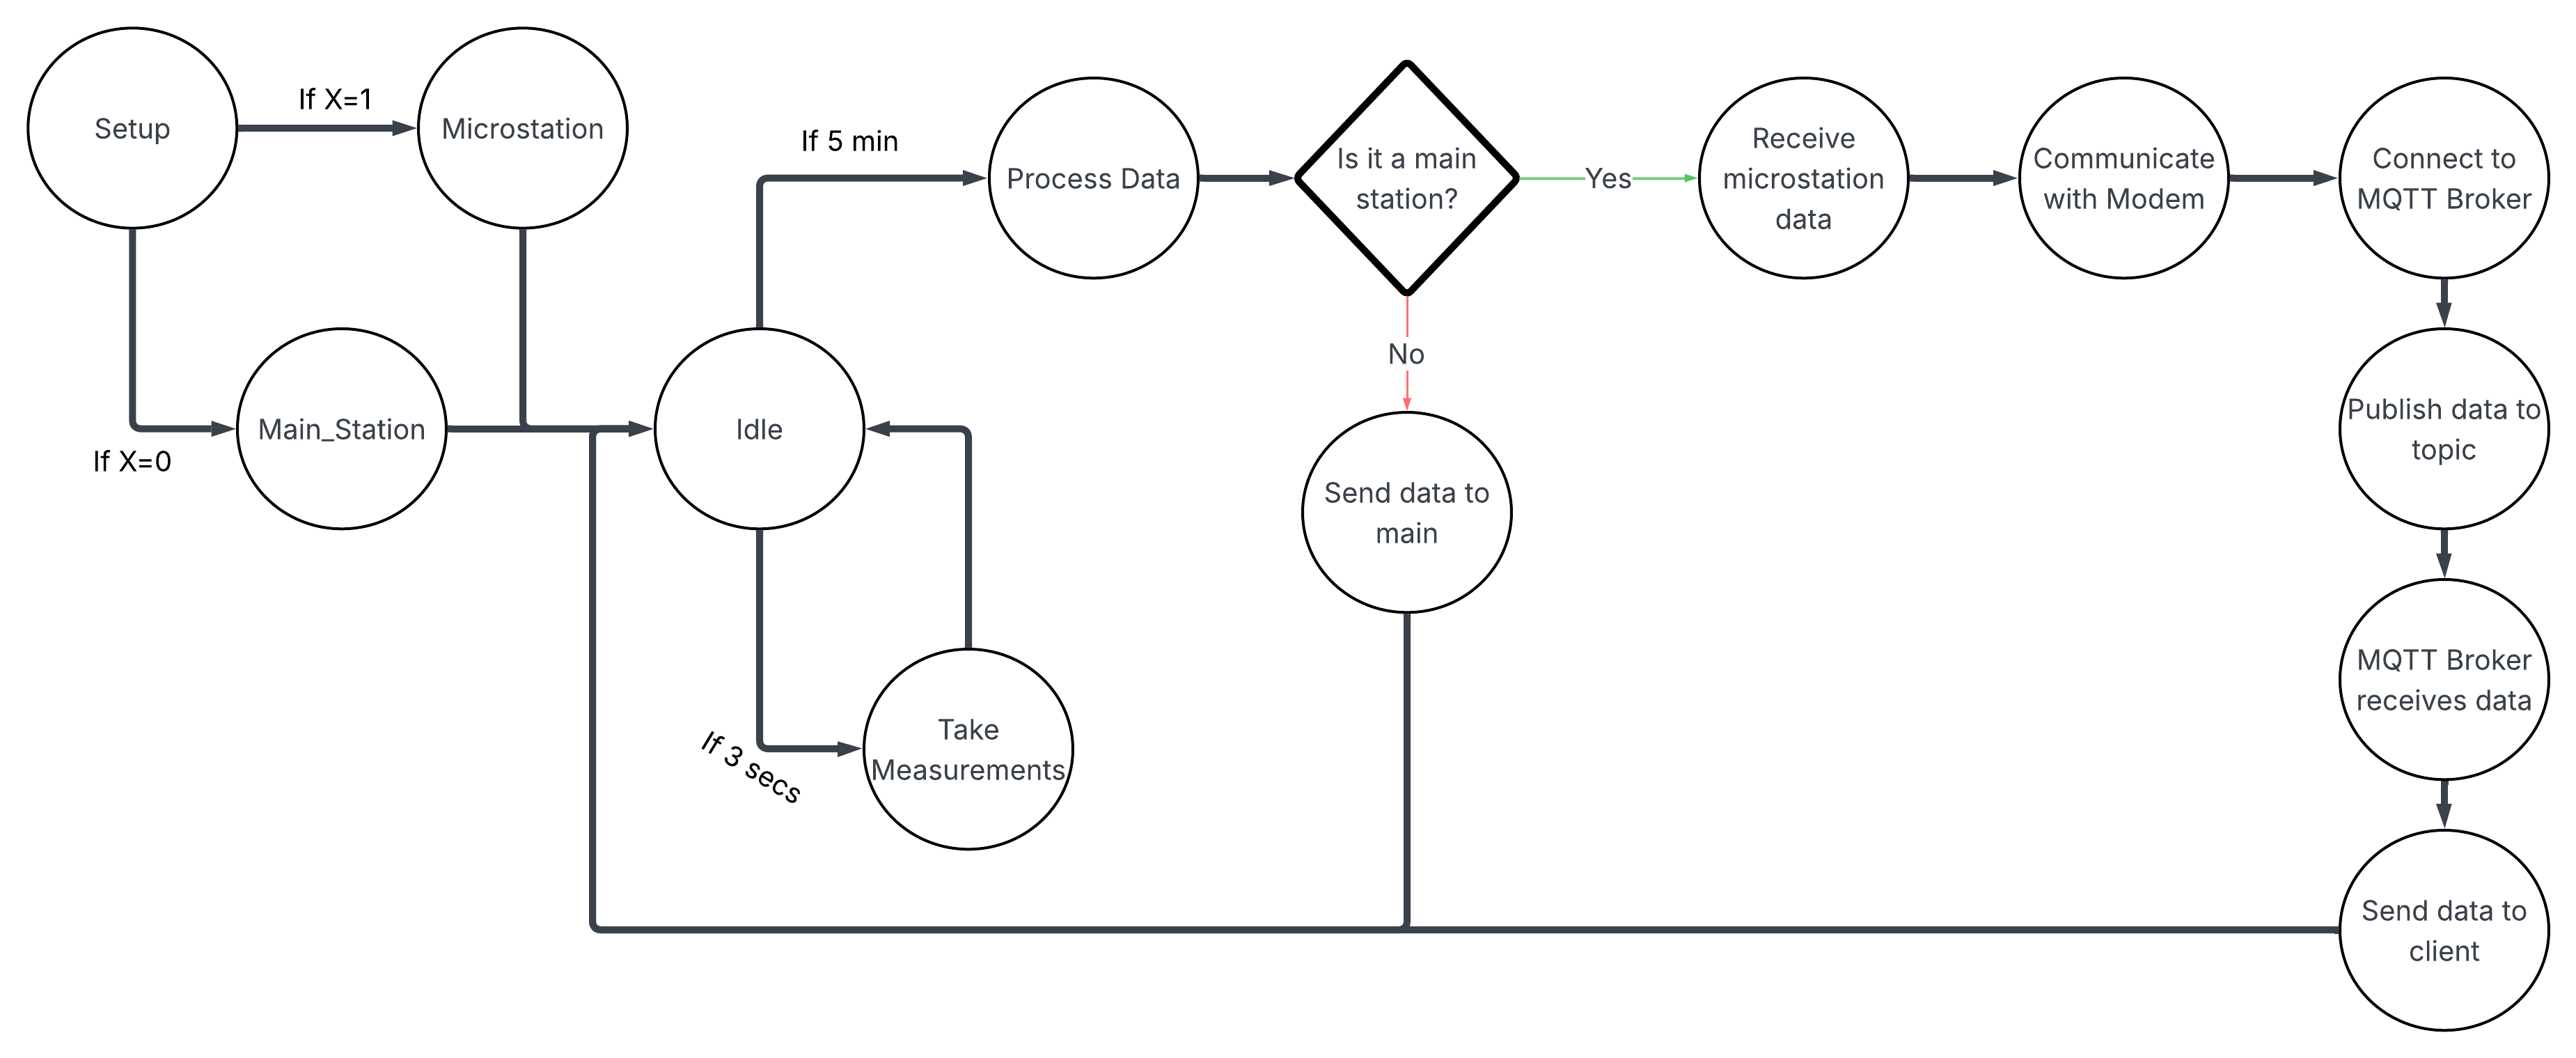 Setup
If X=1
Microstation
If X=0
Main_Station
Idle
If 5 min
Process Data
If 3 secs
Take
Measurements
Is it a main
station?
Yes
No
Send data to
main
Receive
microstation
data
Communicate
with Modem
Connect to
MQTT Broker
Publish data to
topic
MQTT Broker
receives data
Send data to
client